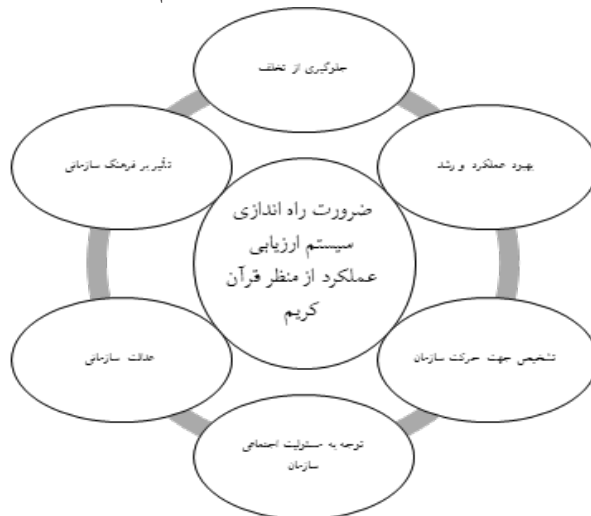 جلوگیری از تخلف
بهبود عملکرد و رشد
تأثیر بر فرهنگ سازمانی
ضرورت راه اندازی
سیستم ارزیابی
عملکرد از منظر قرآن
کریم
تشخیص جهت حرکت سازمان
عدالت سازمانی
توجه به مسئولیت اجتماعی
سازمان